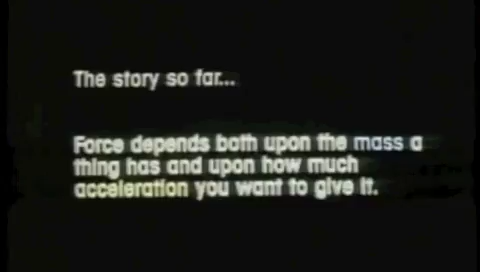 The story so far...
Force depends both upon the mass a
thing has and upon how much
acceleration you want to give it.